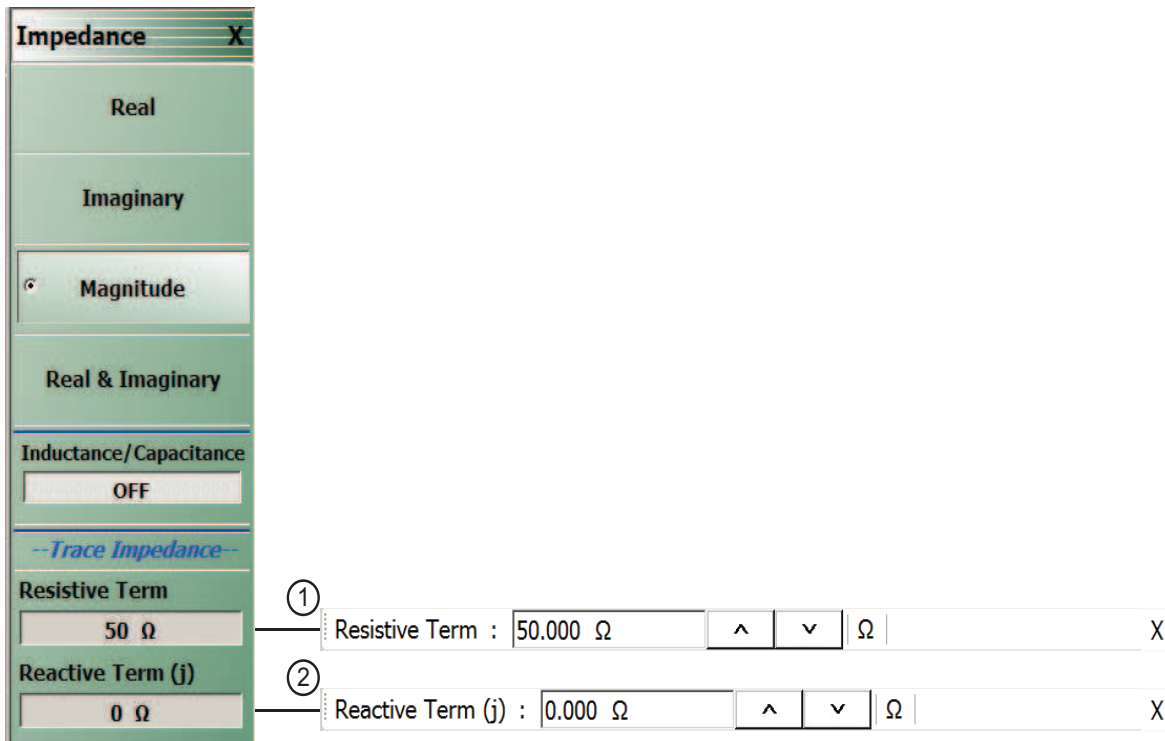 Impedance X
Real
Imaginary
Magnitude
Real & Imaginary
Inductance/Capacitance
OFF
--Trace Impedance--
Resistive Term
50 Ω
① Resistive Term : 50.000 Ω ^ v Ω X
Reactive Term (j)
0 Ω
② Reactive Term (j) : 0.000 Ω ^ v Ω X